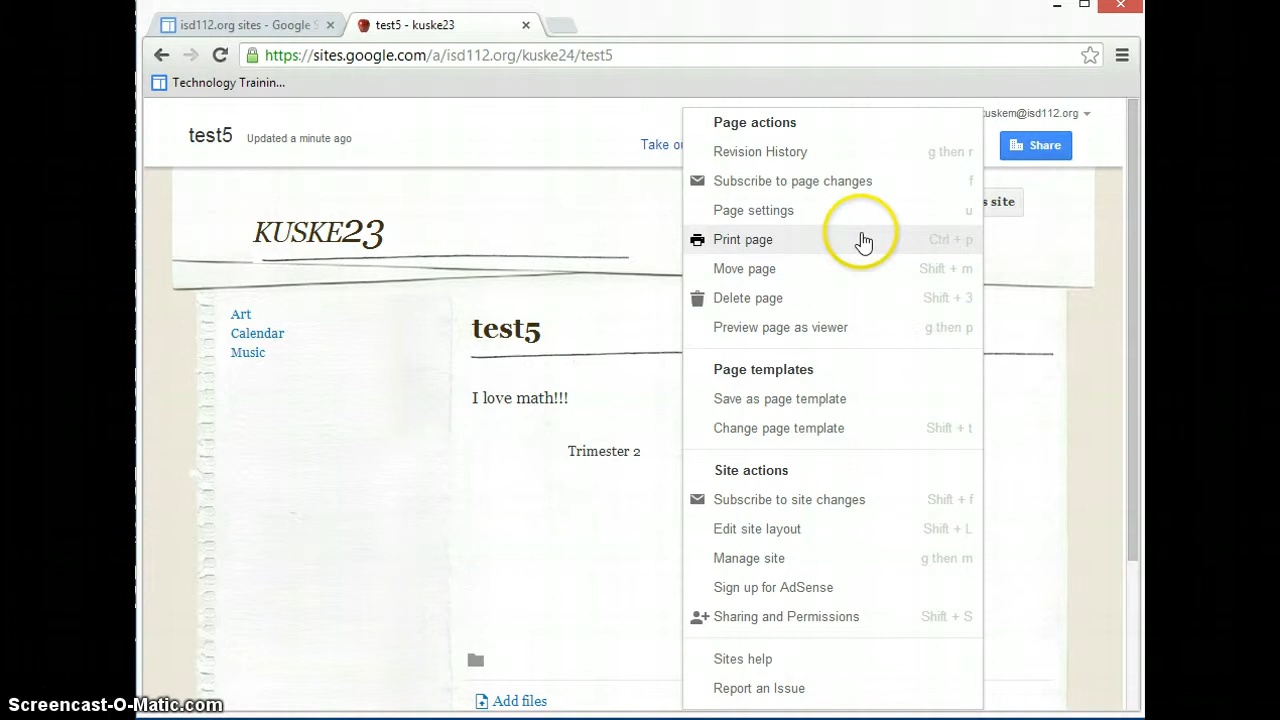 isd112.org sites - Google S
test5 - kuske23
https://sites.google.com/a/isd112.org/kuske24/test5
Technology Trainin...
test5 Updated a minute ago
Take ou
kuskem@isd112.org
Share
s site
KUSKE23
Art
Calendar
Music
test5
I love math!!!
Trimester 2
Add files
Page actions
Revision History g then r
Subscribe to page changes f
Page settings u
Print page Ctrl + p
Move page Shift + m
Delete page Shift + 3
Preview page as viewer g then p
Page templates
Save as page template
Change page template Shift + t
Site actions
Subscribe to site changes Shift + f
Edit site layout Shift + L
Manage site g then m
Sign up for AdSense
Sharing and Permissions Shift + S
Sites help
Report an Issue
Screencast-O-Matic.com